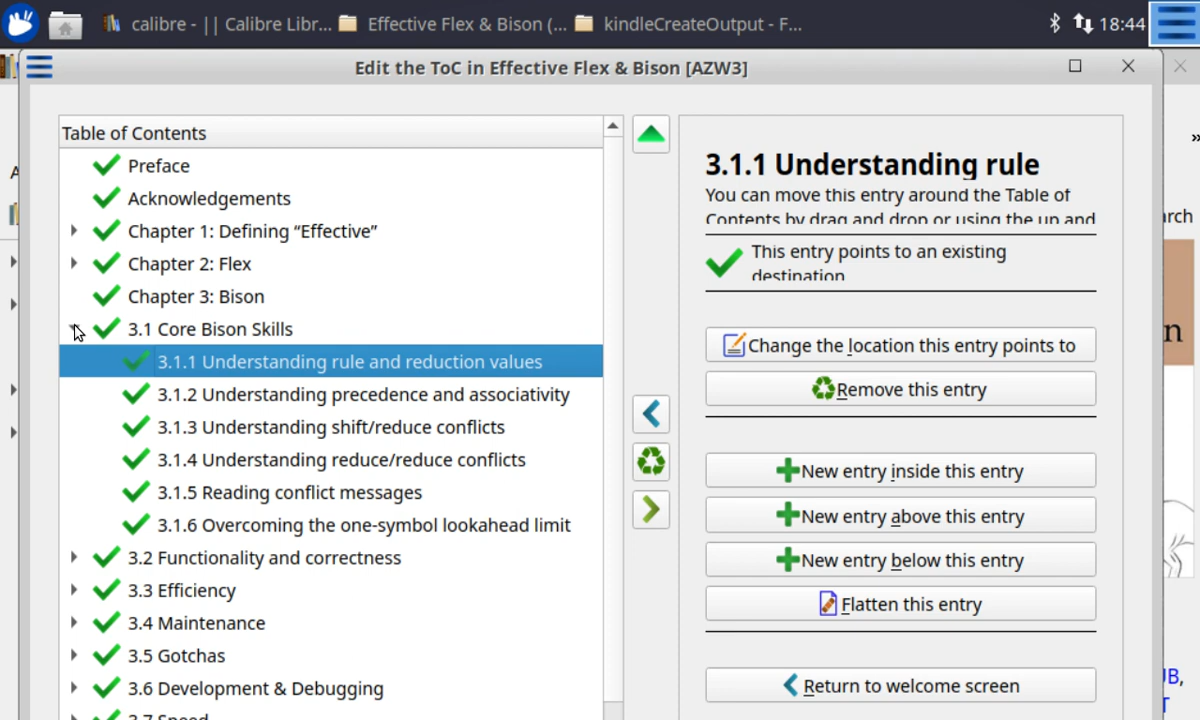 calibre - || Calibre Libr...
Effective Flex & Bison (...
kindleCreateOutput - F...
18:44
Edit the ToC in Effective Flex & Bison [AZW3]
Table of Contents
Preface
Acknowledgements
Chapter 1: Defining “Effective”
Chapter 2: Flex
Chapter 3: Bison
3.1 Core Bison Skills
3.1.1 Understanding rule and reduction values
3.1.2 Understanding precedence and associativity
3.1.3 Understanding shift/reduce conflicts
3.1.4 Understanding reduce/reduce conflicts
3.1.5 Reading conflict messages
3.1.6 Overcoming the one-symbol lookahead limit
3.2 Functionality and correctness
3.3 Efficiency
3.4 Maintenance
3.5 Gotchas
3.6 Development & Debugging
3.7 Speed
3.1.1 Understanding rule
You can move this entry around the Table of
Contents by drag and drop or using the up and
This entry points to an existing
destination
Change the location this entry points to
Remove this entry
New entry inside this entry
New entry above this entry
New entry below this entry
Flatten this entry
Return to welcome screen